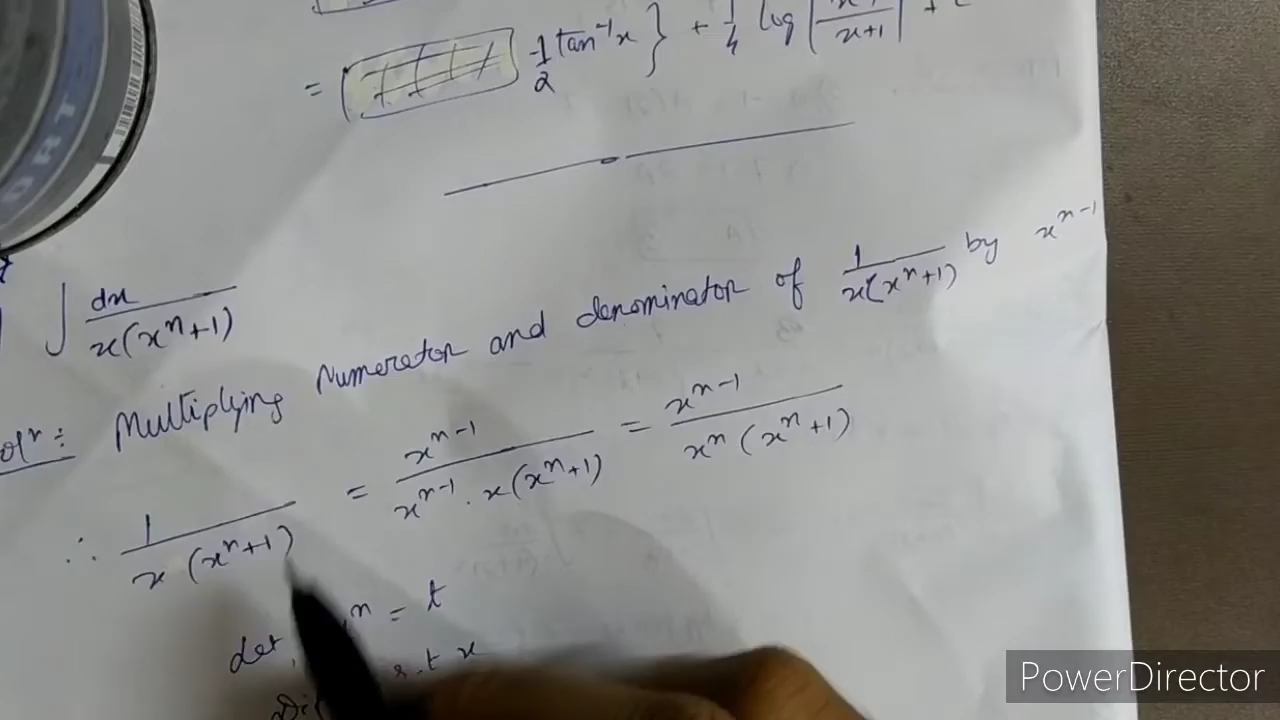 = -1/2 tan⁻¹x } + 1/4 log | /x+1 | +
∫ dx/x(xⁿ+1)
Multiplying Numerator and denominator of 1/x(xⁿ+1) by xⁿ⁻¹
∴ 1/x (xⁿ+1) = xⁿ⁻¹/xⁿ⁻¹ . x(xⁿ+1) = xⁿ⁻¹/xⁿ (xⁿ+1)
Let, ⁿ = t
r.t x
PowerDirector
ORT